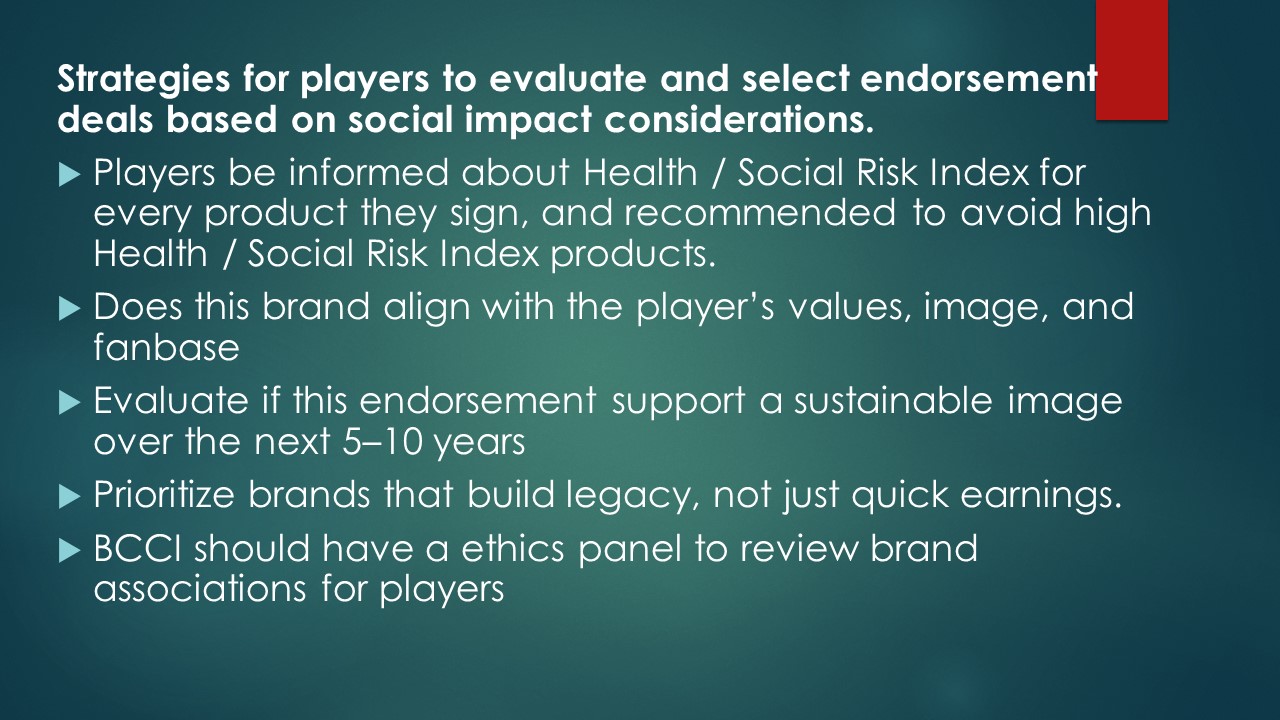 Strategies for players to evaluate and select endorsement
deals based on social impact considerations.
Players be informed about Health / Social Risk Index for
every product they sign, and recommended to avoid high
Health / Social Risk Index products.
Does this brand align with the player’s values, image, and
fanbase
Evaluate if this endorsement support a sustainable image
over the next 5–10 years
Prioritize brands that build legacy, not just quick earnings.
BCCI should have a ethics panel to review brand
associations for players